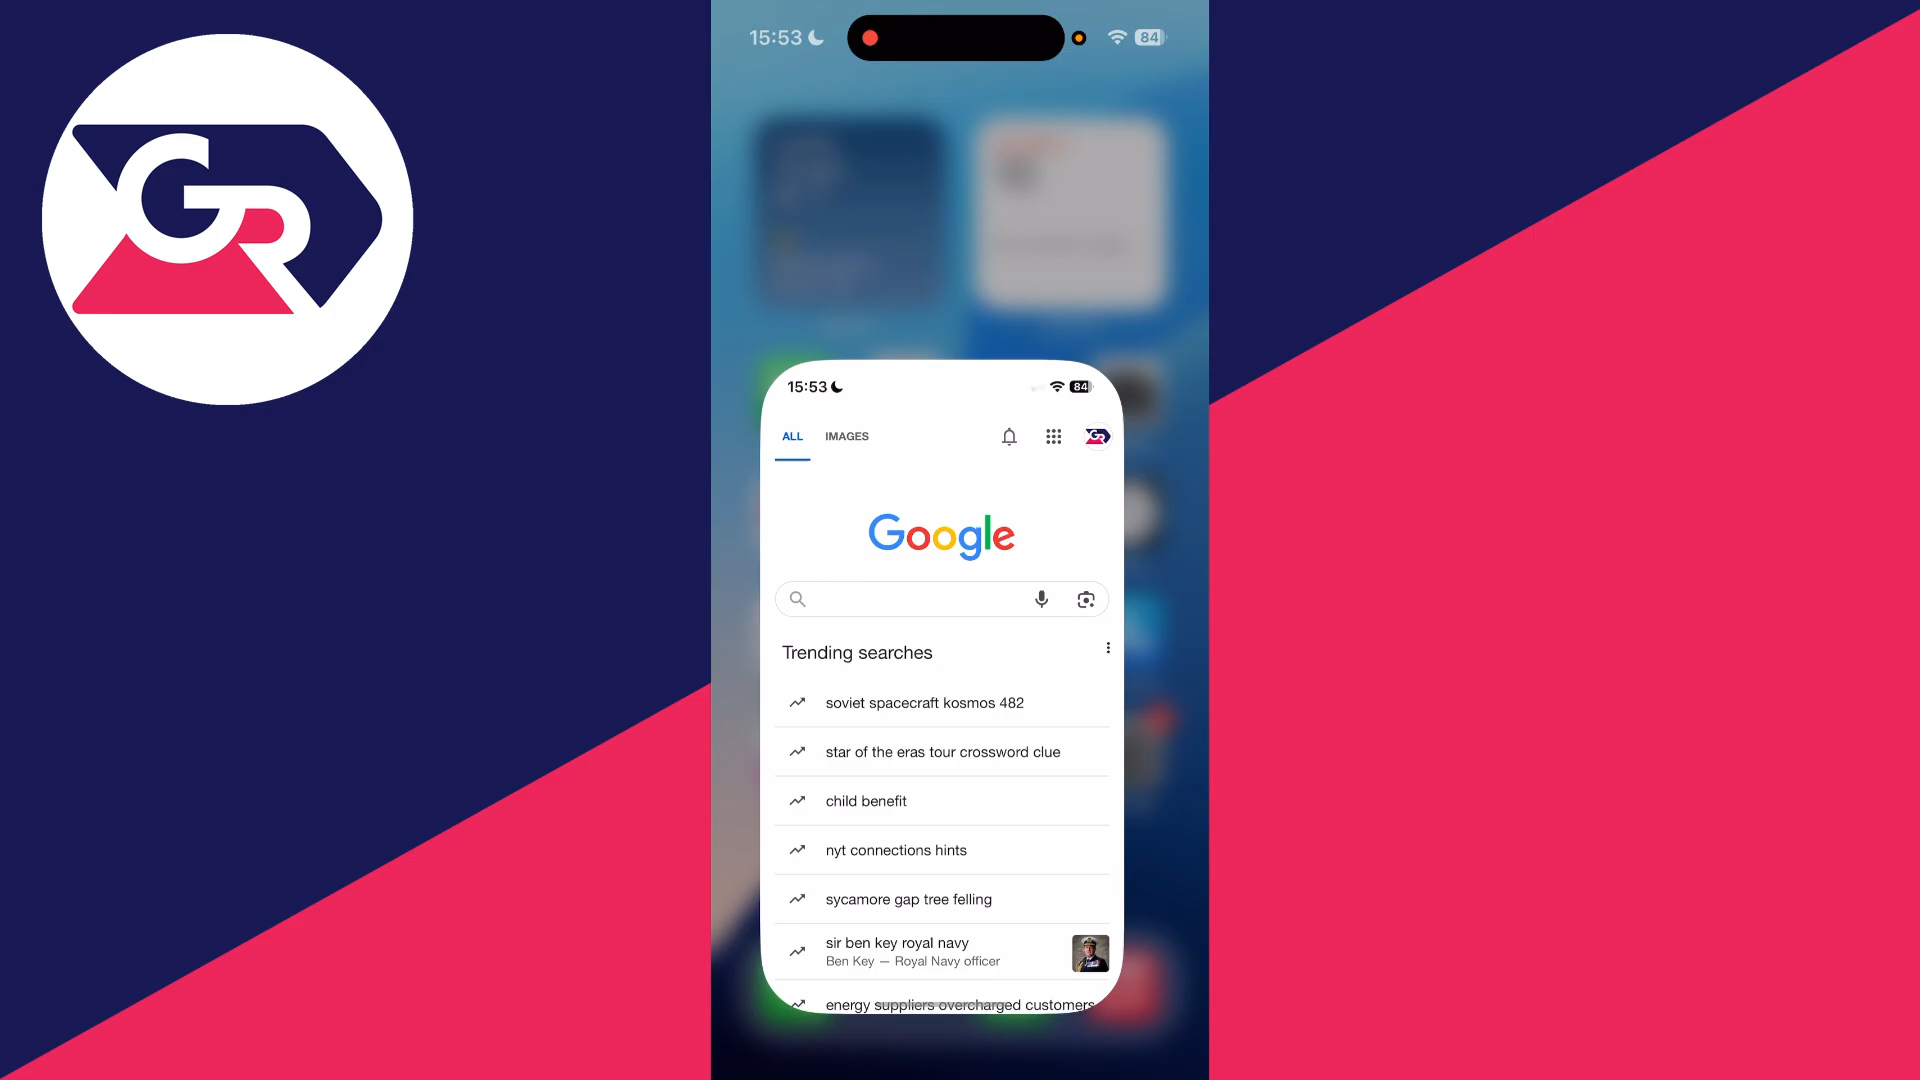 GR
15:53
84
15:53
84
ALL IMAGES
GR
Google
Trending searches
soviet spacecraft kosmos 482
star of the eras tour crossword clue
child benefit
nyt connections hints
sycamore gap tree felling
sir ben key royal navy
Ben Key — Royal Navy officer
energy suppliers overcharged customers